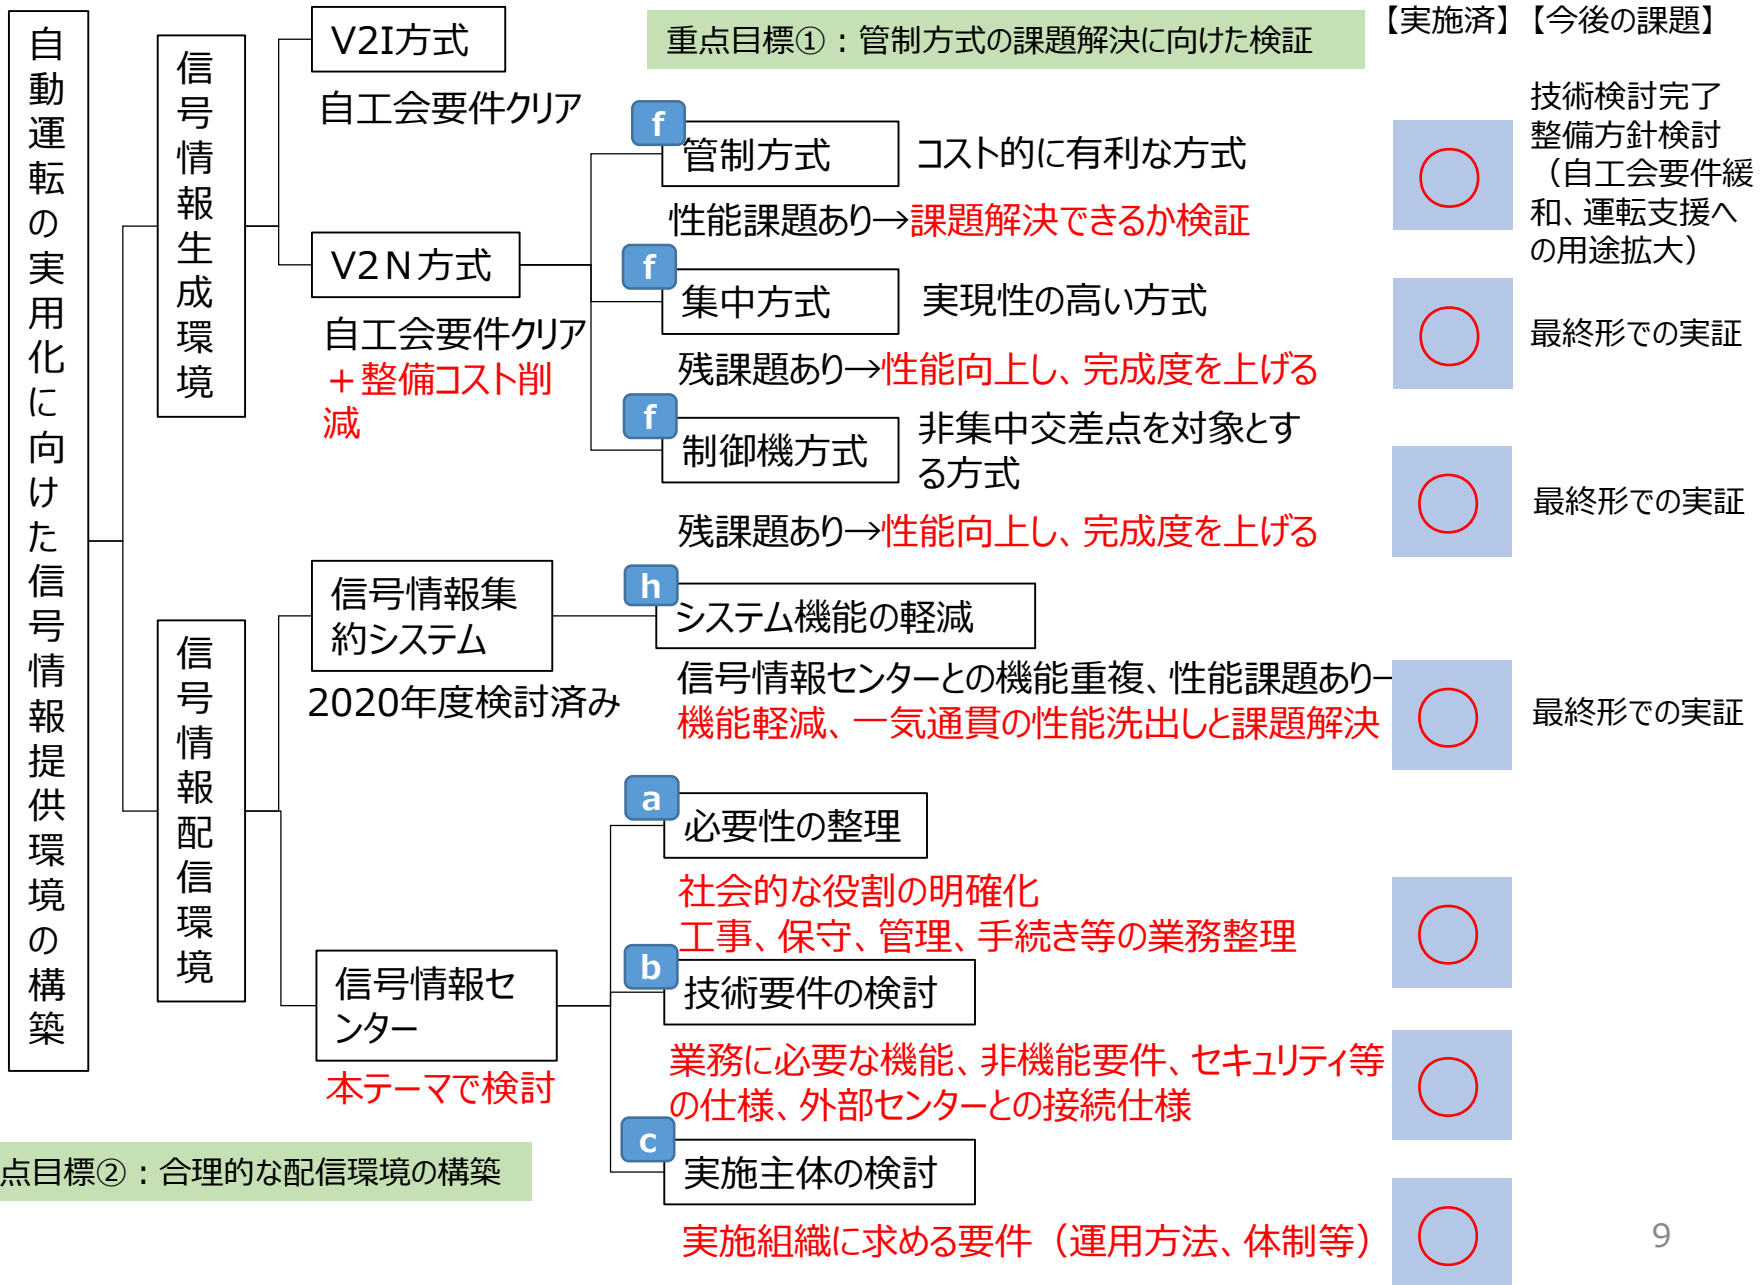 自動運転の実用化に向けた信号情報提供環境の構築
信号情報生成環境
V2I方式
自工会要件クリア
V2N方式
自工会要件クリア
＋整備コスト削
減
重点目標①：管制方式の課題解決に向けた検証
【実施済】【今後の課題】
f
管制方式
コスト的に有利な方式
性能課題あり→課題解決できるか検証
〇
技術検討完了
整備方針検討
（自工会要件緩
和、運転支援へ
の用途拡大）
f
集中方式
実現性の高い方式
残課題あり→性能向上し、完成度を上げる
〇
最終形での実証
f
制御機方式
非集中交差点を対象とす
る方式
残課題あり→性能向上し、完成度を上げる
〇
最終形での実証
信号情報配信環境
信号情報集
約システム
2020年度検討済み
h
システム機能の軽減
信号情報センターとの機能重複、性能課題あり
機能軽減、一気通貫の性能洗出しと課題解決
〇
最終形での実証
信号情報セ
ンター
本テーマで検討
a
必要性の整理
社会的な役割の明確化
工事、保守、管理、手続き等の業務整理
〇
b
技術要件の検討
業務に必要な機能、非機能要件、セキュリティ等
の仕様、外部センターとの接続仕様
〇
c
実施主体の検討
実施組織に求める要件（運用方法、体制等）
〇
点目標②：合理的な配信環境の構築
9